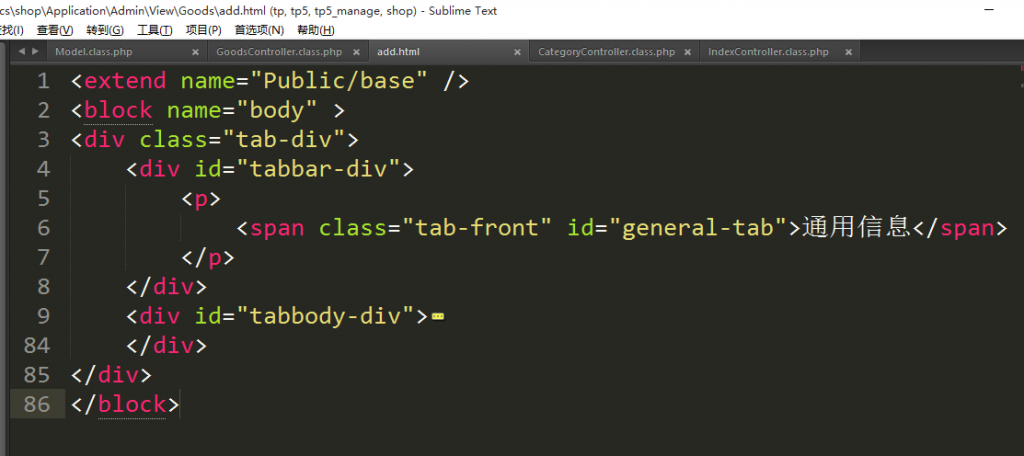 cs\shop\Application\Admin\View\Goods\add.html (tp, tp5, tp5_manage, shop) - Sublime Text
找(I) 查看(V) 转到(G) 工具(T) 项目(P) 首选项(N) 帮助(H)
Model.class.php × GoodsController.class.php × add.html × CategoryController.class.php × IndexController.class.php ×
1 <extend name="Public/base" />
2 <block name="body" >
3 <div class="tab-div">
4 <div id="tabbar-div">
5 <p>
6 <span class="tab-front" id="general-tab">通用信息</span>
7 </p>
8 </div>
9 <div id="tabbody-div">
84 </div>
85 </div>
86 </block>